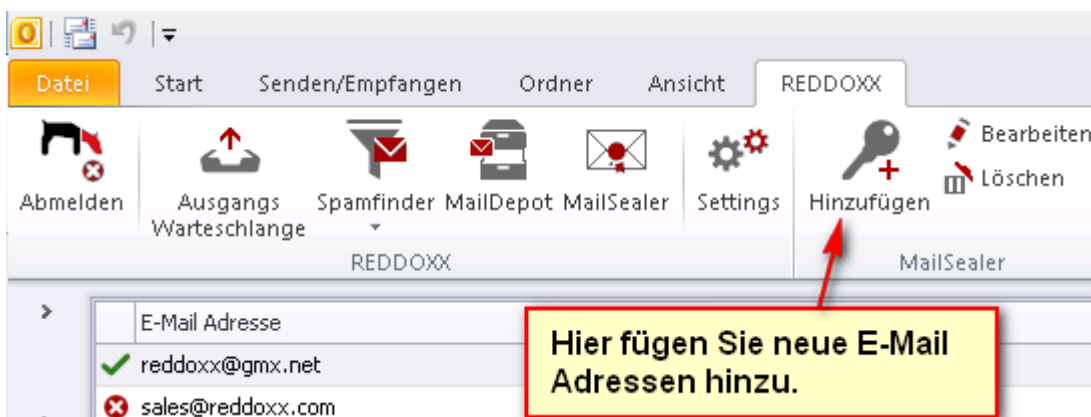 Datei Start Senden/Empfangen Ordner Ansicht REDDOXX
Abmelden
Ausgangs
Warteschlange
Spamfinder
MailDepot
MailSealer
Settings
Hinzufügen
Bearbeiten
Löschen
REDDOXX
MailSealer
E-Mail Adresse
reddoxx@gmx.net
sales@reddoxx.com
Hier fügen Sie neue E-Mail
Adressen hinzu.